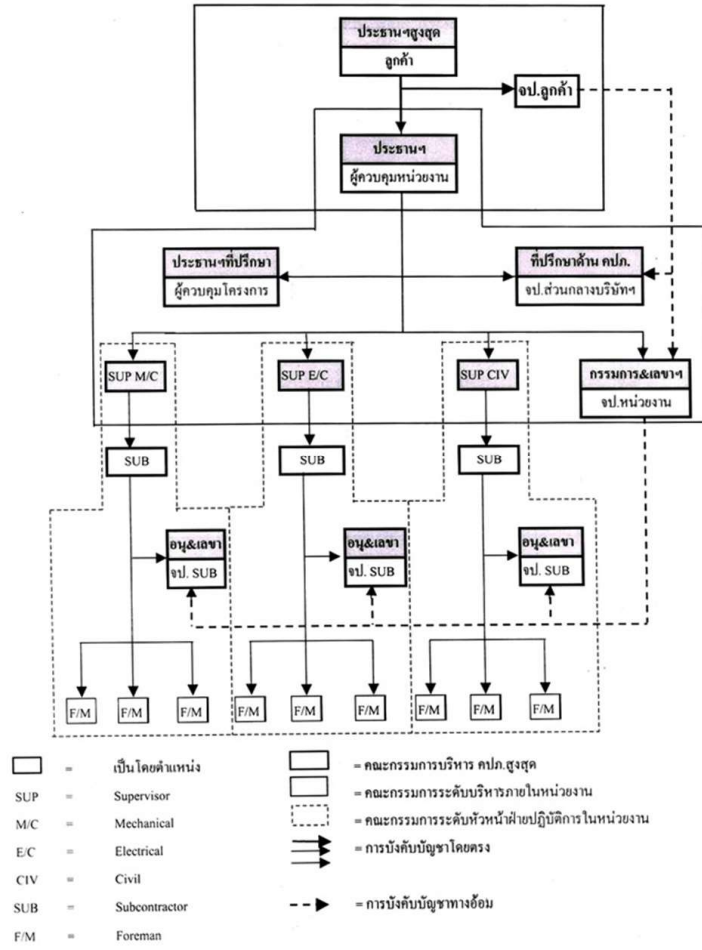 ประธานฯสูงสุด
ลูกค้า
จป.ลูกค้า
ประธานฯ
ผู้ควบคุมหน่วยงาน
ประธานฯที่ปรึกษา
ผู้ควบคุมโครงการ
ที่ปรึกษาด้าน คปภ.
จป.ส่วนกลางบริษัทฯ
SUP M/C
SUP E/C
SUP CIV
กรรมการ&เลขาฯ
จป.หน่วยงาน
SUB
SUB
SUB
อนุ&เลขา
จป. SUB
อนุ&เลขา
จป. SUB
อนุ&เลขา
จป. SUB
F/M
F/M
F/M
F/M
F/M
F/M
F/M
F/M
F/M
= เป็นโดยตำแหน่ง
SUP = Supervisor
M/C = Mechanical
E/C = Electrical
CIV = Civil
SUB = Subcontractor
F/M = Foreman
= คณะกรรมการบริหาร คปภ.สูงสุด
= คณะกรรมการระดับบริหารภายในหน่วยงาน
= คณะกรรมการระดับหัวหน้าฝ่ายปฏิบัติการในหน่วยงาน
= การบังคับบัญชาโดยตรง
= การบังคับบัญชาทางอ้อม